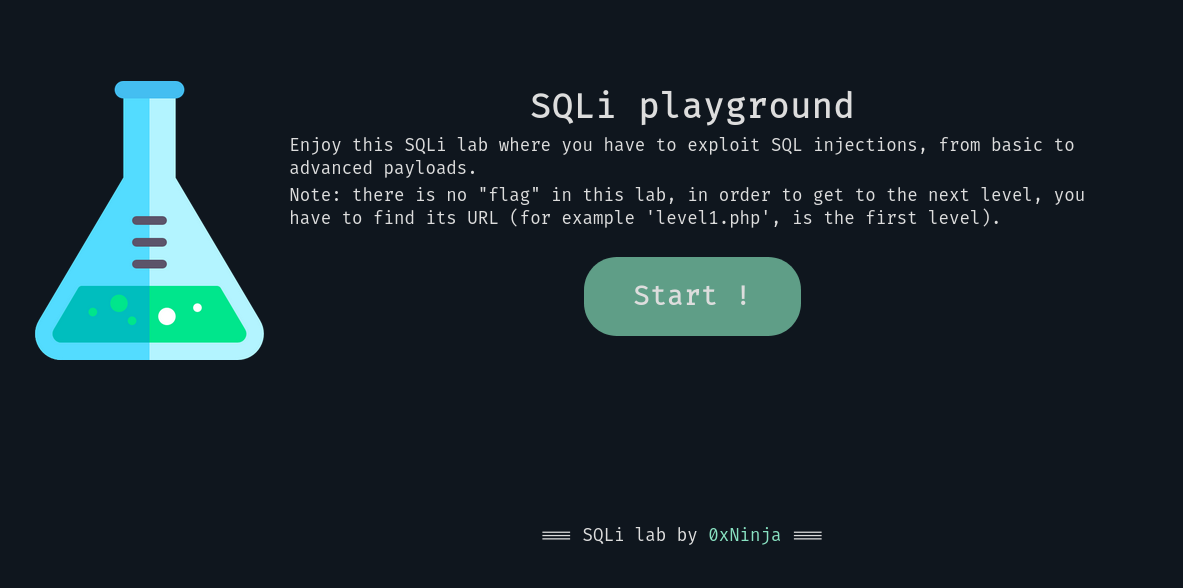 SQLi playground
Enjoy this SQLi lab where you have to exploit SQL injections, from basic to
advanced payloads.
Note: there is no "flag" in this lab, in order to get to the next level, you
have to find its URL (for example 'level1.php', is the first level).
Start !
≡≡≡ SQLi lab by 0xNinja ≡≡≡